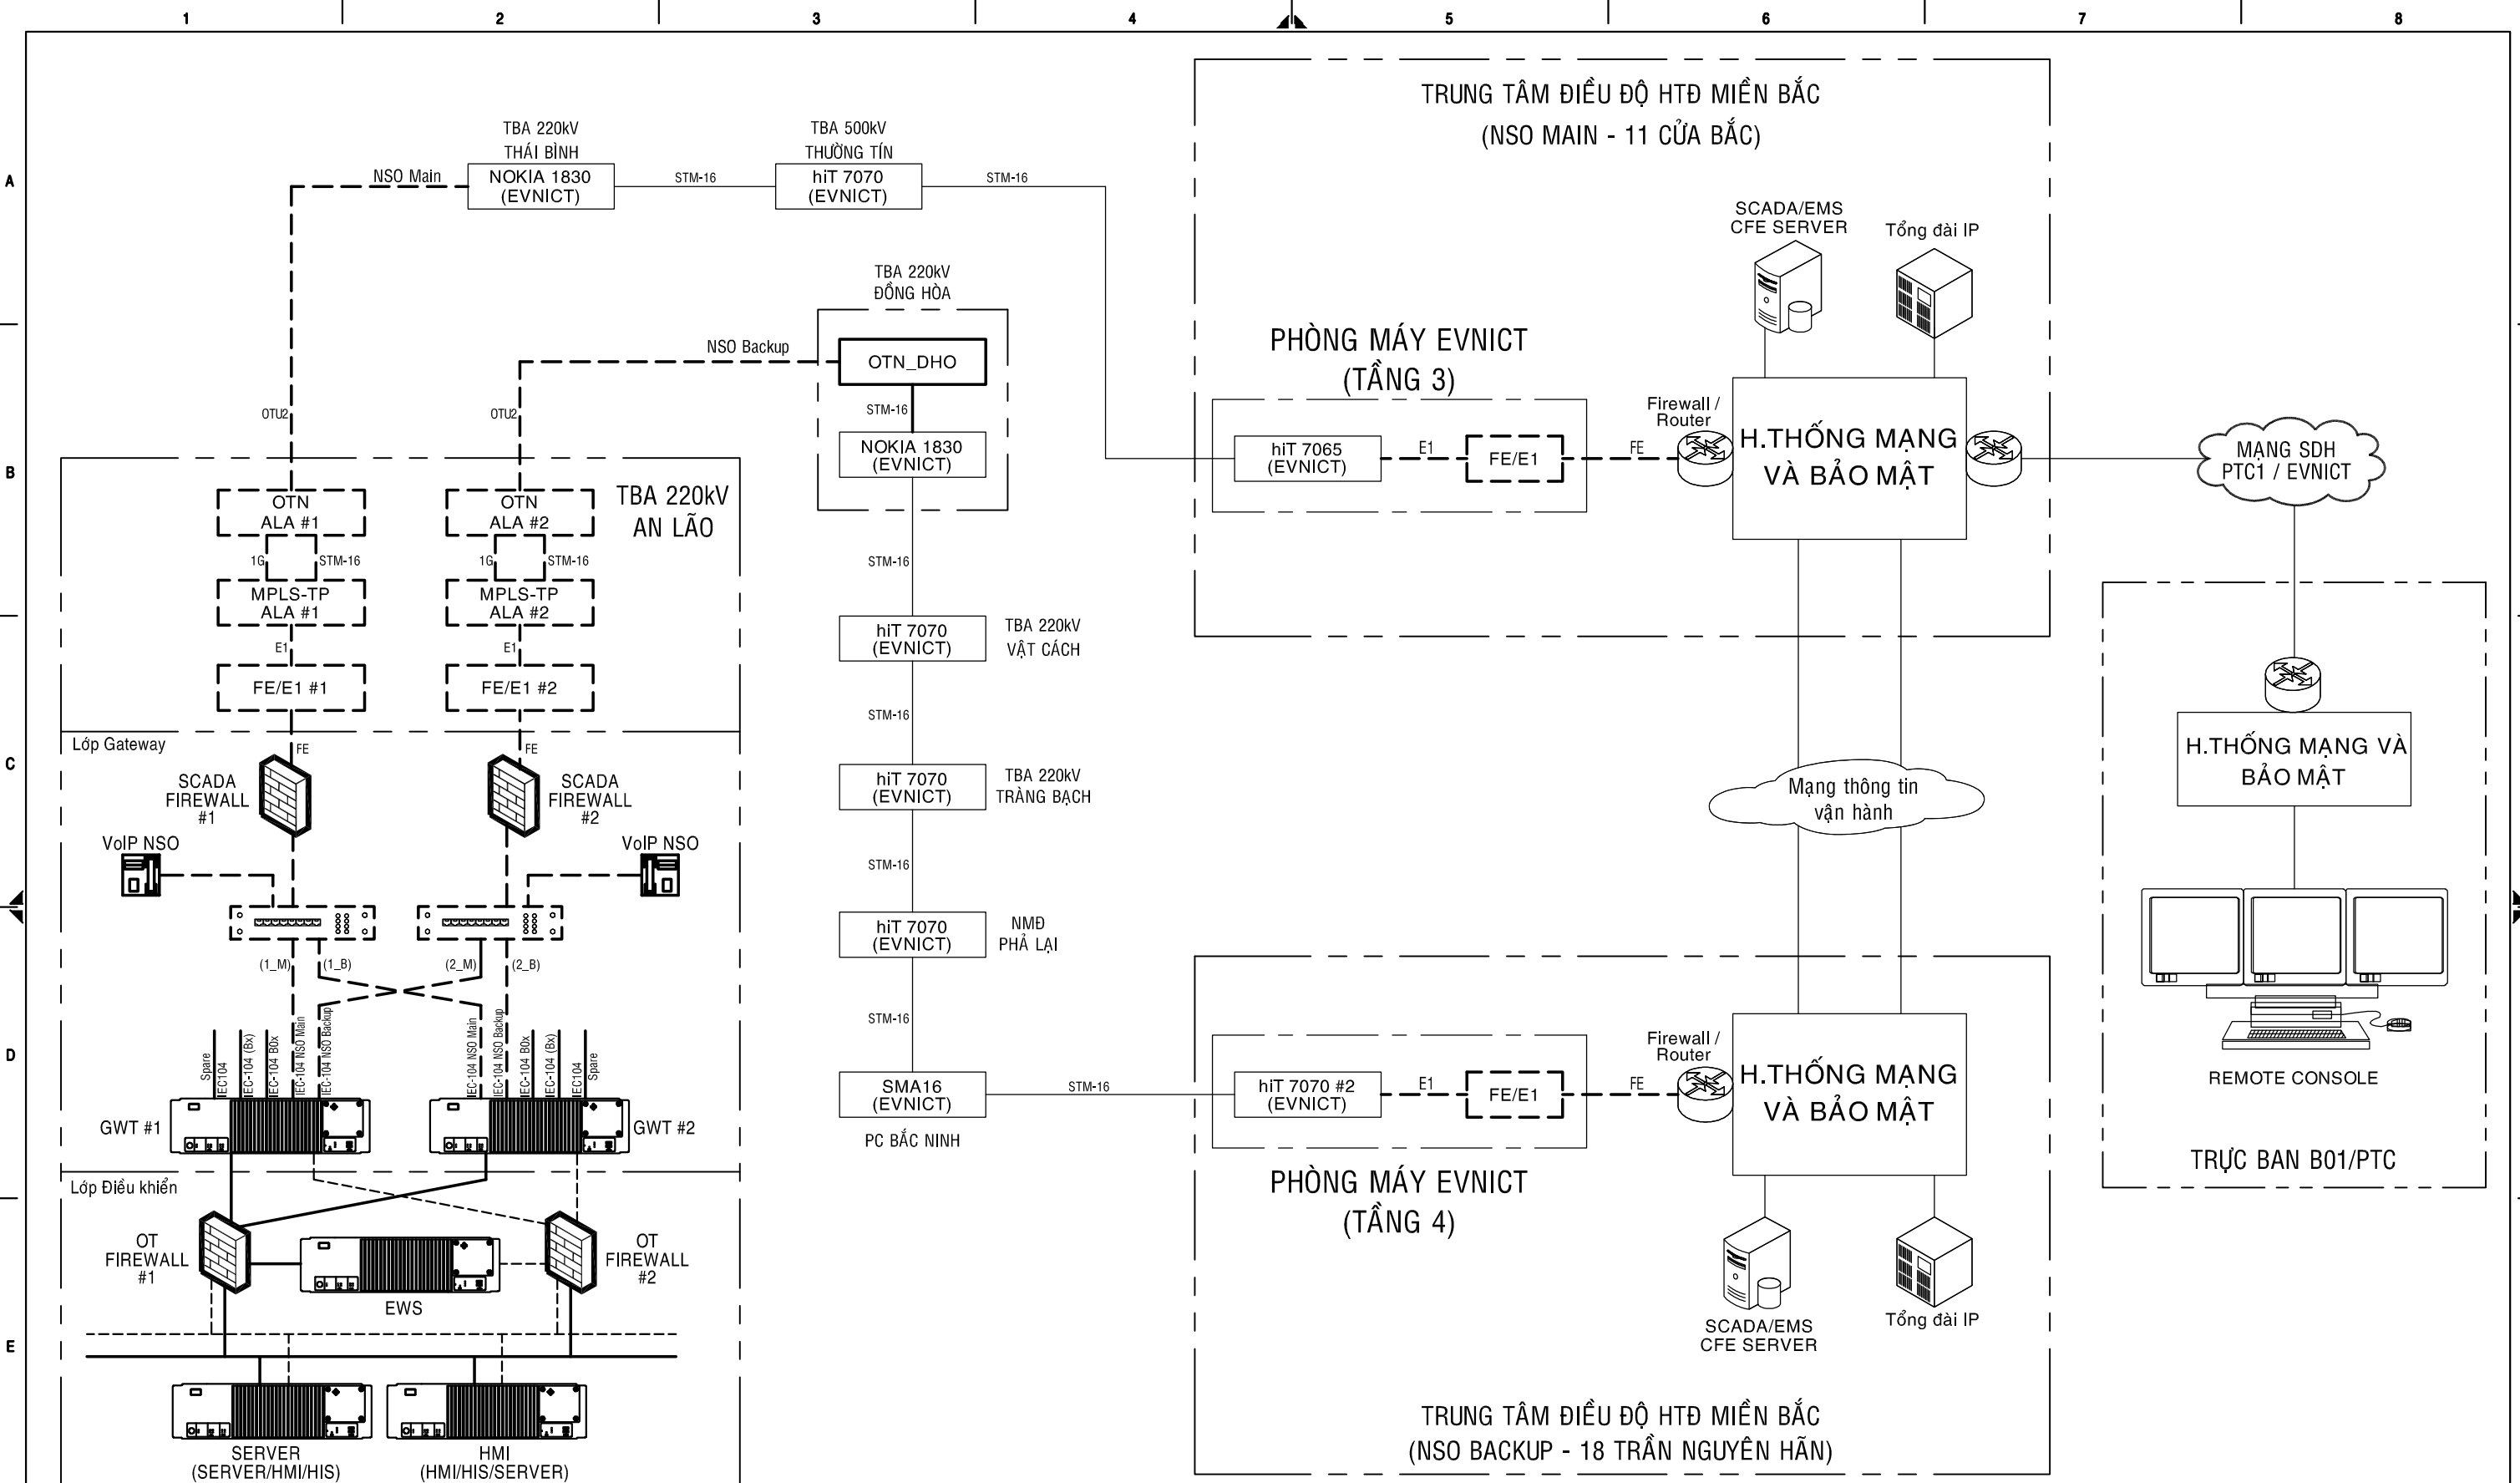 1
2
3
4
5
6
7
8
A
B
C
D
E
TBA 220kV
THÁI BÌNH
NOKIA 1830
(EVNICT)
NSO Main
STM-16
TBA 500kV
THƯỜNG TÍN
hiT 7070
(EVNICT)
STM-16
TBA 220kV
ĐỒNG HÒA
OTN_DHO
NSO Backup
STM-16
NOKIA 1830
(EVNICT)
OTU2
OTU2
TBA 220kV
AN LÃO
OTN
ALA #1
OTN
ALA #2
1G
STM-16
1G
STM-16
MPLS-TP
ALA #1
MPLS-TP
ALA #2
E1
E1
FE/E1 #1
FE/E1 #2
Lớp Gateway
FE
FE
SCADA
FIREWALL
#1
SCADA
FIREWALL
#2
VoIP NSO
VoIP NSO
(1_M)
(1_B)
(2_M)
(2_B)
Spare
IEC104
IEC-104 (Bx)
IEC-104 B0x
IEC-104 NSO Main
IEC-104 NSO Backup
IEC-104 NSO Main
IEC-104 NSO Backup
IEC-104 B0x
IEC-104 (Bx)
IEC104
Spare
GWT #1
GWT #2
Lớp Điều khiển
OT
FIREWALL
#1
OT
FIREWALL
#2
EWS
SERVER
(SERVER/HMI/HIS)
HMI
(HMI/HIS/SERVER)
STM-16
hiT 7070
(EVNICT)
TBA 220kV
VẬT CÁCH
STM-16
hiT 7070
(EVNICT)
TBA 220kV
TRÀNG BẠCH
STM-16
hiT 7070
(EVNICT)
NMĐ
PHẢ LẠI
STM-16
SMA16
(EVNICT)
PC BẮC NINH
STM-16
TRUNG TÂM ĐIỀU ĐỘ HTĐ MIỀN BẮC
(NSO MAIN - 11 CỬA BẮC)
SCADA/EMS
CFE SERVER
Tổng đài IP
PHÒNG MÁY EVNICT
(TẦNG 3)
hiT 7065
(EVNICT)
E1
FE/E1
FE
Firewall /
Router
H.THỐNG MẠNG
VÀ BẢO MẬT
Mạng thông tin
vận hành
hiT 7070 #2
(EVNICT)
E1
FE/E1
FE
Firewall /
Router
H.THỐNG MẠNG
VÀ BẢO MẬT
PHÒNG MÁY EVNICT
(TẦNG 4)
SCADA/EMS
CFE SERVER
Tổng đài IP
TRUNG TÂM ĐIỀU ĐỘ HTĐ MIỀN BẮC
(NSO BACKUP - 18 TRẦN NGUYÊN HÃN)
MẠNG SDH
PTC1 / EVNICT
H.THỐNG MẠNG VÀ
BẢO MẬT
REMOTE CONSOLE
TRỰC BAN B01/PTC